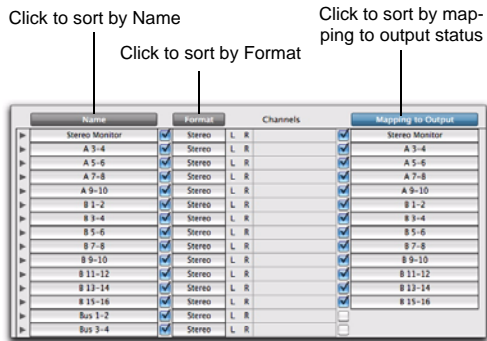 Click to sort by Name
Click to sort by Format
Click to sort by map-
ping to output status
Name Format Channels Mapping to Output
Stereo Monitor Stereo L R Stereo Monitor
A 3-4 Stereo L R A 3-4
A 5-6 Stereo L R A 5-6
A 7-8 Stereo L R A 7-8
A 9-10 Stereo L R A 9-10
B 1-2 Stereo L R B 1-2
B 3-4 Stereo L R B 3-4
B 5-6 Stereo L R B 5-6
B 7-8 Stereo L R B 7-8
B 9-10 Stereo L R B 9-10
B 11-12 Stereo L R B 11-12
B 13-14 Stereo L R B 13-14
B 15-16 Stereo L R B 15-16
Bus 1-2 Stereo L R
Bus 3-4 Stereo L R